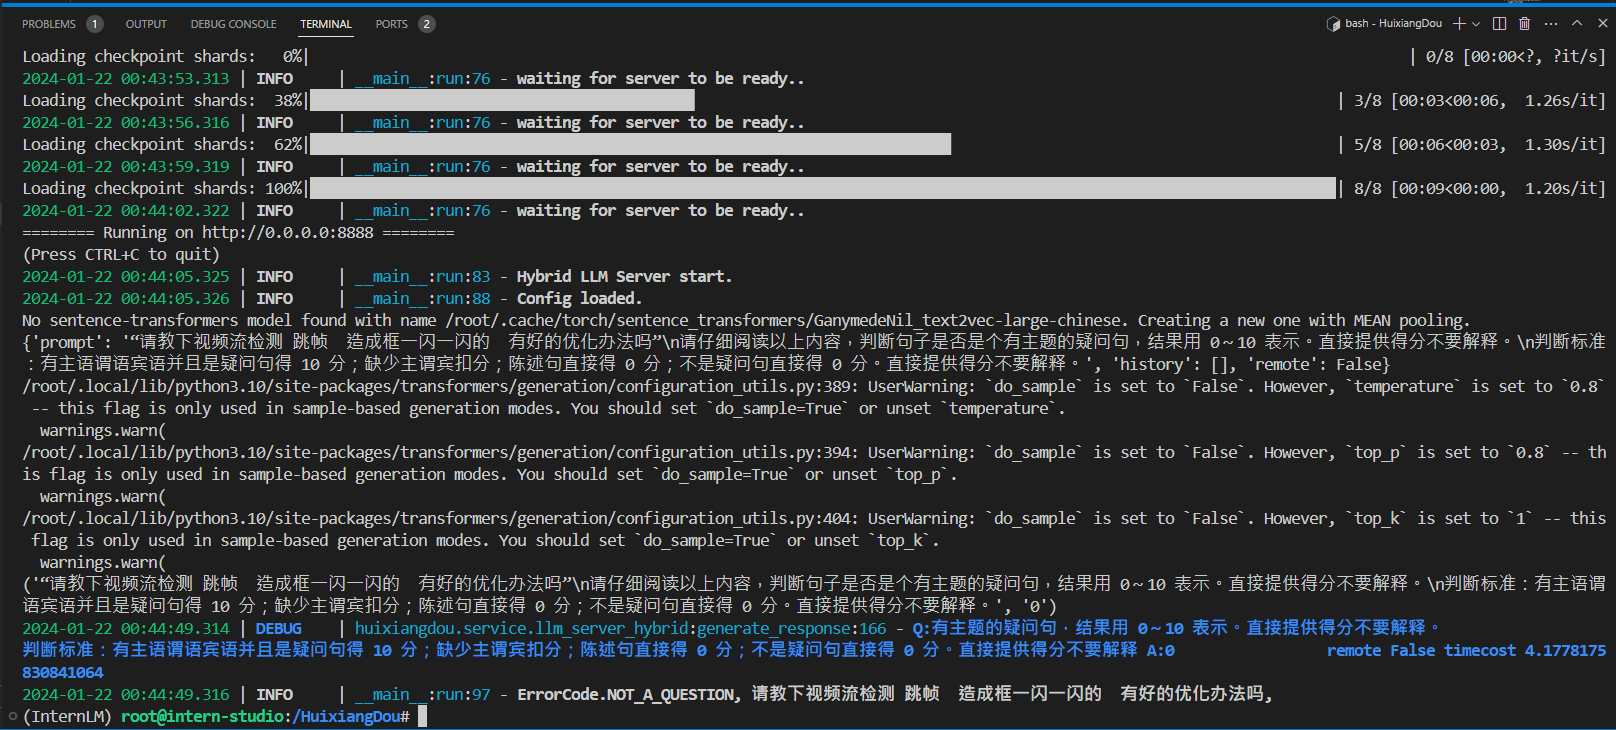 PROBLEMS 1 OUTPUT DEBUG CONSOLE TERMINAL PORTS 2 bash - HuixiangDou
Loading checkpoint shards:   0%| | 0/8 [00:00<?, ?it/s]
2024-01-22 00:43:53.313 | INFO     | __main__:run:76 - waiting for server to be ready..
Loading checkpoint shards:  38%| | 3/8 [00:03<00:06,  1.26s/it]
2024-01-22 00:43:56.316 | INFO     | __main__:run:76 - waiting for server to be ready..
Loading checkpoint shards:  62%| | 5/8 [00:06<00:03,  1.30s/it]
2024-01-22 00:43:59.319 | INFO     | __main__:run:76 - waiting for server to be ready..
Loading checkpoint shards: 100%| | 8/8 [00:09<00:00,  1.20s/it]
2024-01-22 00:44:02.322 | INFO     | __main__:run:76 - waiting for server to be ready..
======== Running on http://0.0.0.0:8888 ========
(Press CTRL+C to quit)
2024-01-22 00:44:05.325 | INFO     | __main__:run:83 - Hybrid LLM Server start.
2024-01-22 00:44:05.326 | INFO     | __main__:run:88 - Config loaded.
No sentence-transformers model found with name /root/.cache/torch/sentence_transformers/GanymedeNil_text2vec-large-chinese. Creating a new one with MEAN pooling.
{'prompt': '“请教下视频流检测 跳帧  造成框一闪一闪的  有好的优化办法吗”\n请仔细阅读以上内容，判断句子是否是个有主题的疑问句，结果用 0～10 表示。直接提供得分不要解释。\n判断标准
：有主语谓语宾语并且是疑问句得 10 分；缺少主谓宾扣分；陈述句直接得 0 分；不是疑问句直接得 0 分。直接提供得分不要解释。', 'history': [], 'remote': False}
/root/.local/lib/python3.10/site-packages/transformers/generation/configuration_utils.py:389: UserWarning: `do_sample` is set to `False`. However, `temperature` is set to `0.8`
 -- this flag is only used in sample-based generation modes. You should set `do_sample=True` or unset `temperature`.
  warnings.warn(
/root/.local/lib/python3.10/site-packages/transformers/generation/configuration_utils.py:394: UserWarning: `do_sample` is set to `False`. However, `top_p` is set to `0.8` -- th
is flag is only used in sample-based generation modes. You should set `do_sample=True` or unset `top_p`.
  warnings.warn(
/root/.local/lib/python3.10/site-packages/transformers/generation/configuration_utils.py:404: UserWarning: `do_sample` is set to `False`. However, `top_k` is set to `1` -- this
 flag is only used in sample-based generation modes. You should set `do_sample=True` or unset `top_k`.
  warnings.warn(
('“请教下视频流检测 跳帧  造成框一闪一闪的  有好的优化办法吗”\n请仔细阅读以上内容，判断句子是否是个有主题的疑问句，结果用 0～10 表示。直接提供得分不要解释。\n判断标准：有主语谓
语宾语并且是疑问句得 10 分；缺少主谓宾扣分；陈述句直接得 0 分；不是疑问句直接得 0 分。直接提供得分不要解释。', '0')
2024-01-22 00:44:49.314 | DEBUG    | huixiangdou.service.llm_server_hybrid:generate_response:166 - Q:有主题的疑问句，结果用 0～10 表示。直接提供得分不要解释。
判断标准：有主语谓语宾语并且是疑问句得 10 分；缺少主谓宾扣分；陈述句直接得 0 分；不是疑问句直接得 0 分。直接提供得分不要解释 A:0 remote False timecost 4.1778175
830841064
2024-01-22 00:44:49.316 | INFO     | __main__:run:97 - ErrorCode.NOT_A_QUESTION, 请教下视频流检测 跳帧  造成框一闪一闪的  有好的优化办法吗,
(InternLM) root@intern-studio:/HuixiangDou#